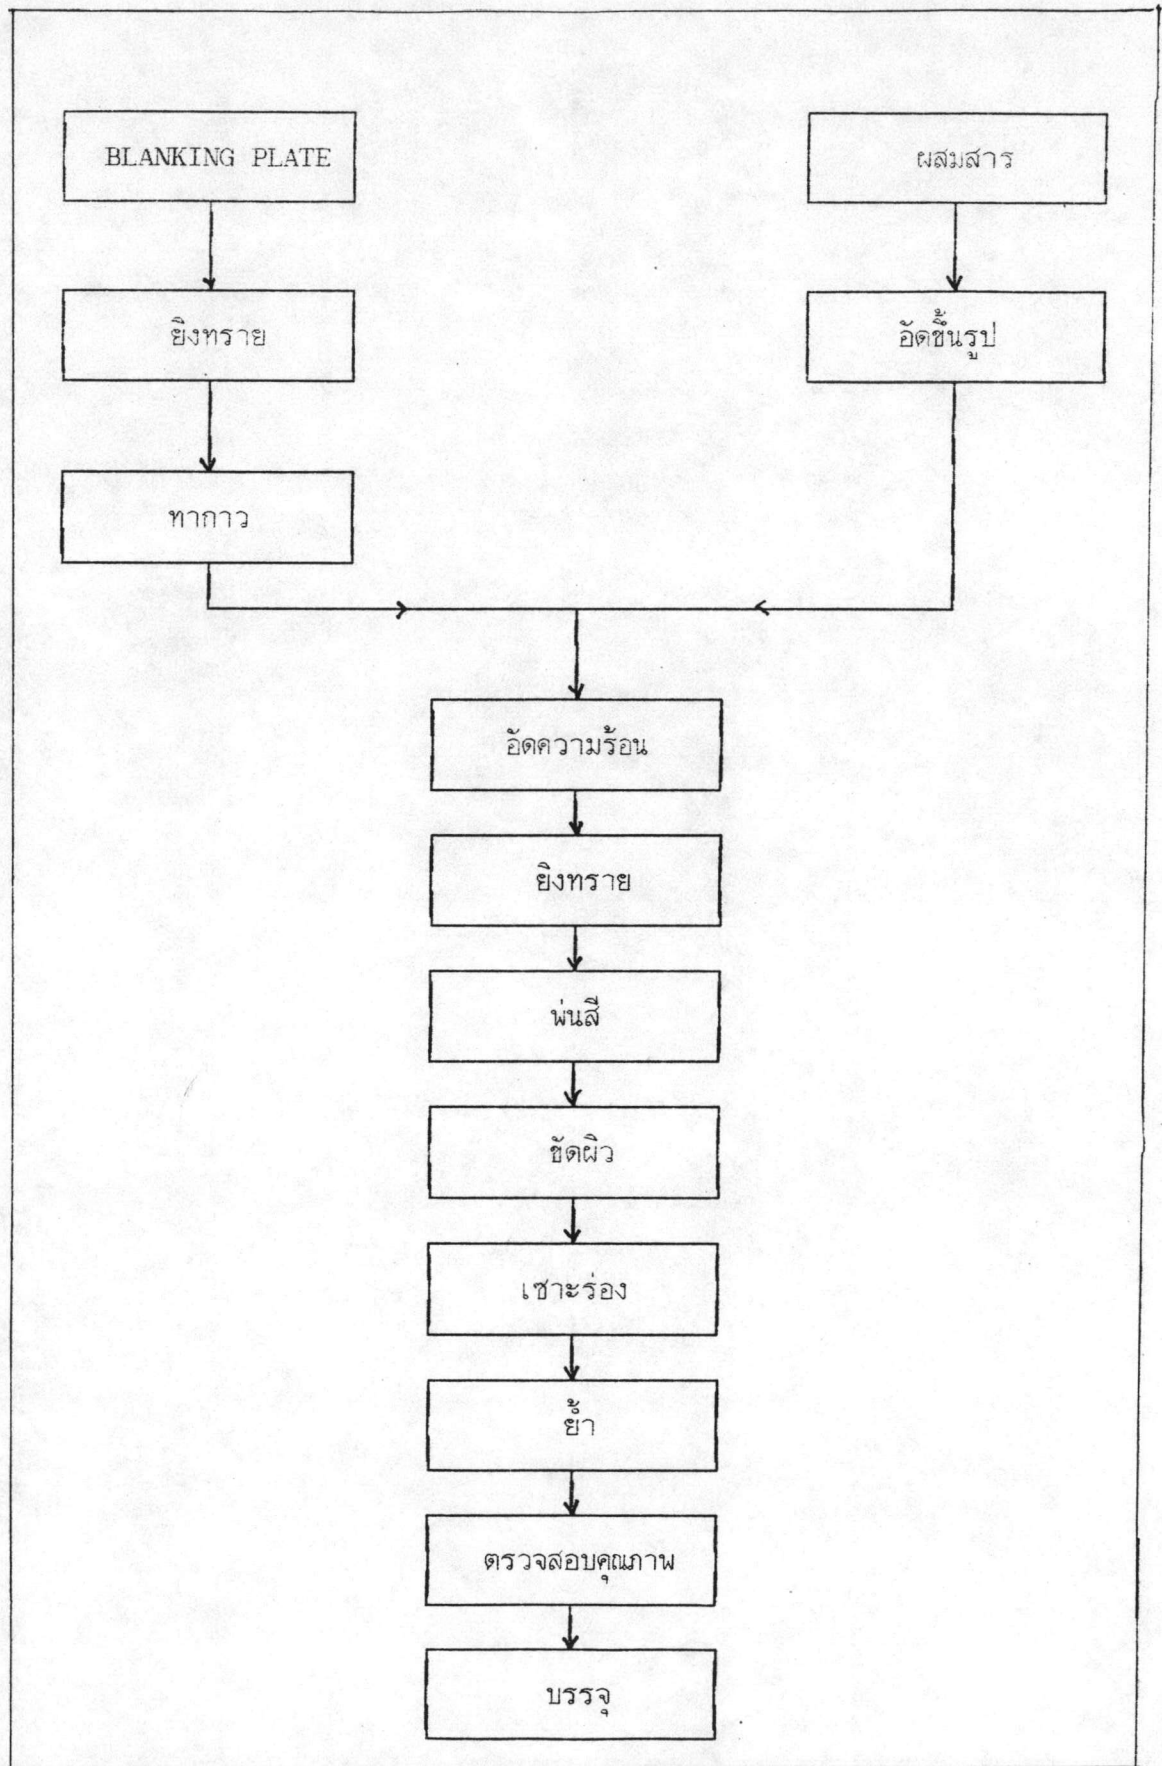 BLANKING PLATE
ผสมสาร
ยิงทราย
อัดขึ้นรูป
ทากาว
อัดความร้อน
ยิงทราย
พ่นสี
ขัดผิว
เซาะร่อง
ย้ำ
ตรวจสอบคุณภาพ
บรรจุ